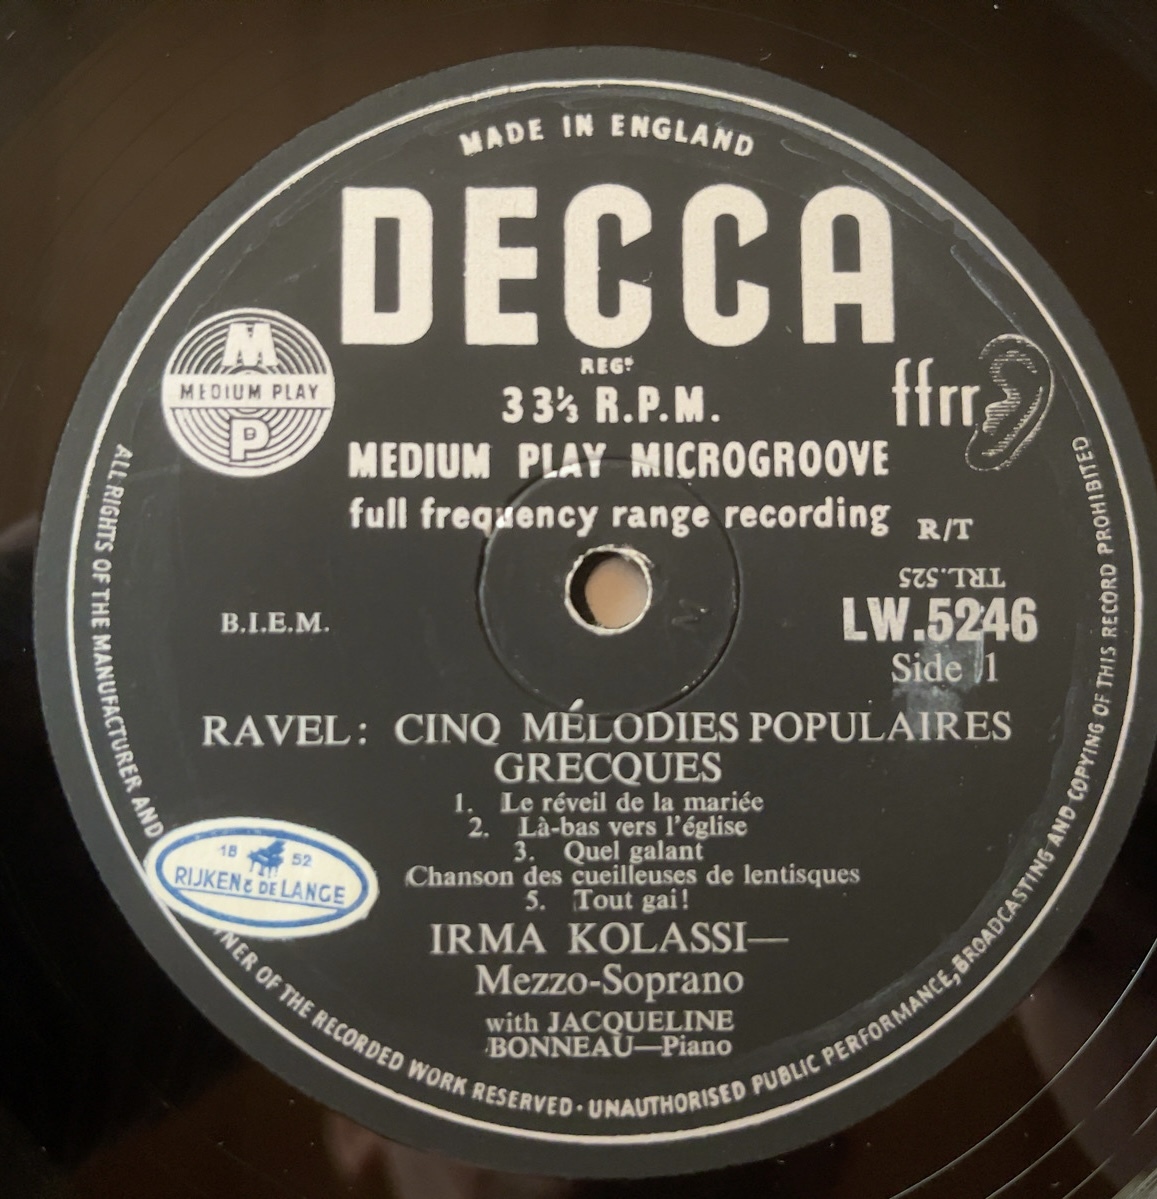 MADE IN ENGLAND
DECCA
REGD
33⅓ R.P.M.
MEDIUM PLAY MICROGROOVE
full frequency range recording
M
MEDIUM PLAY
P
ffrr
R/T
TRL.525
LW.5246
Side 1
B.I.E.M.
RAVEL: CINQ MÉLODIES POPULAIRES
GRECQUES
1. Le réveil de la mariée
2. Là-bas vers l'église
3. Quel galant
Chanson des cueilleuses de lentisques
5. Tout gai!
IRMA KOLASSI—
Mezzo-Soprano
with JACQUELINE
BONNEAU—Piano
18 52
RIJKEN & DE LANGE
ALL RIGHTS OF THE MANUFACTURER AND OF THE RECORDED WORK RESERVED · UNAUTHORISED PUBLIC PERFORMANCE, BROADCASTING AND COPYING OF THIS RECORD PROHIBITED